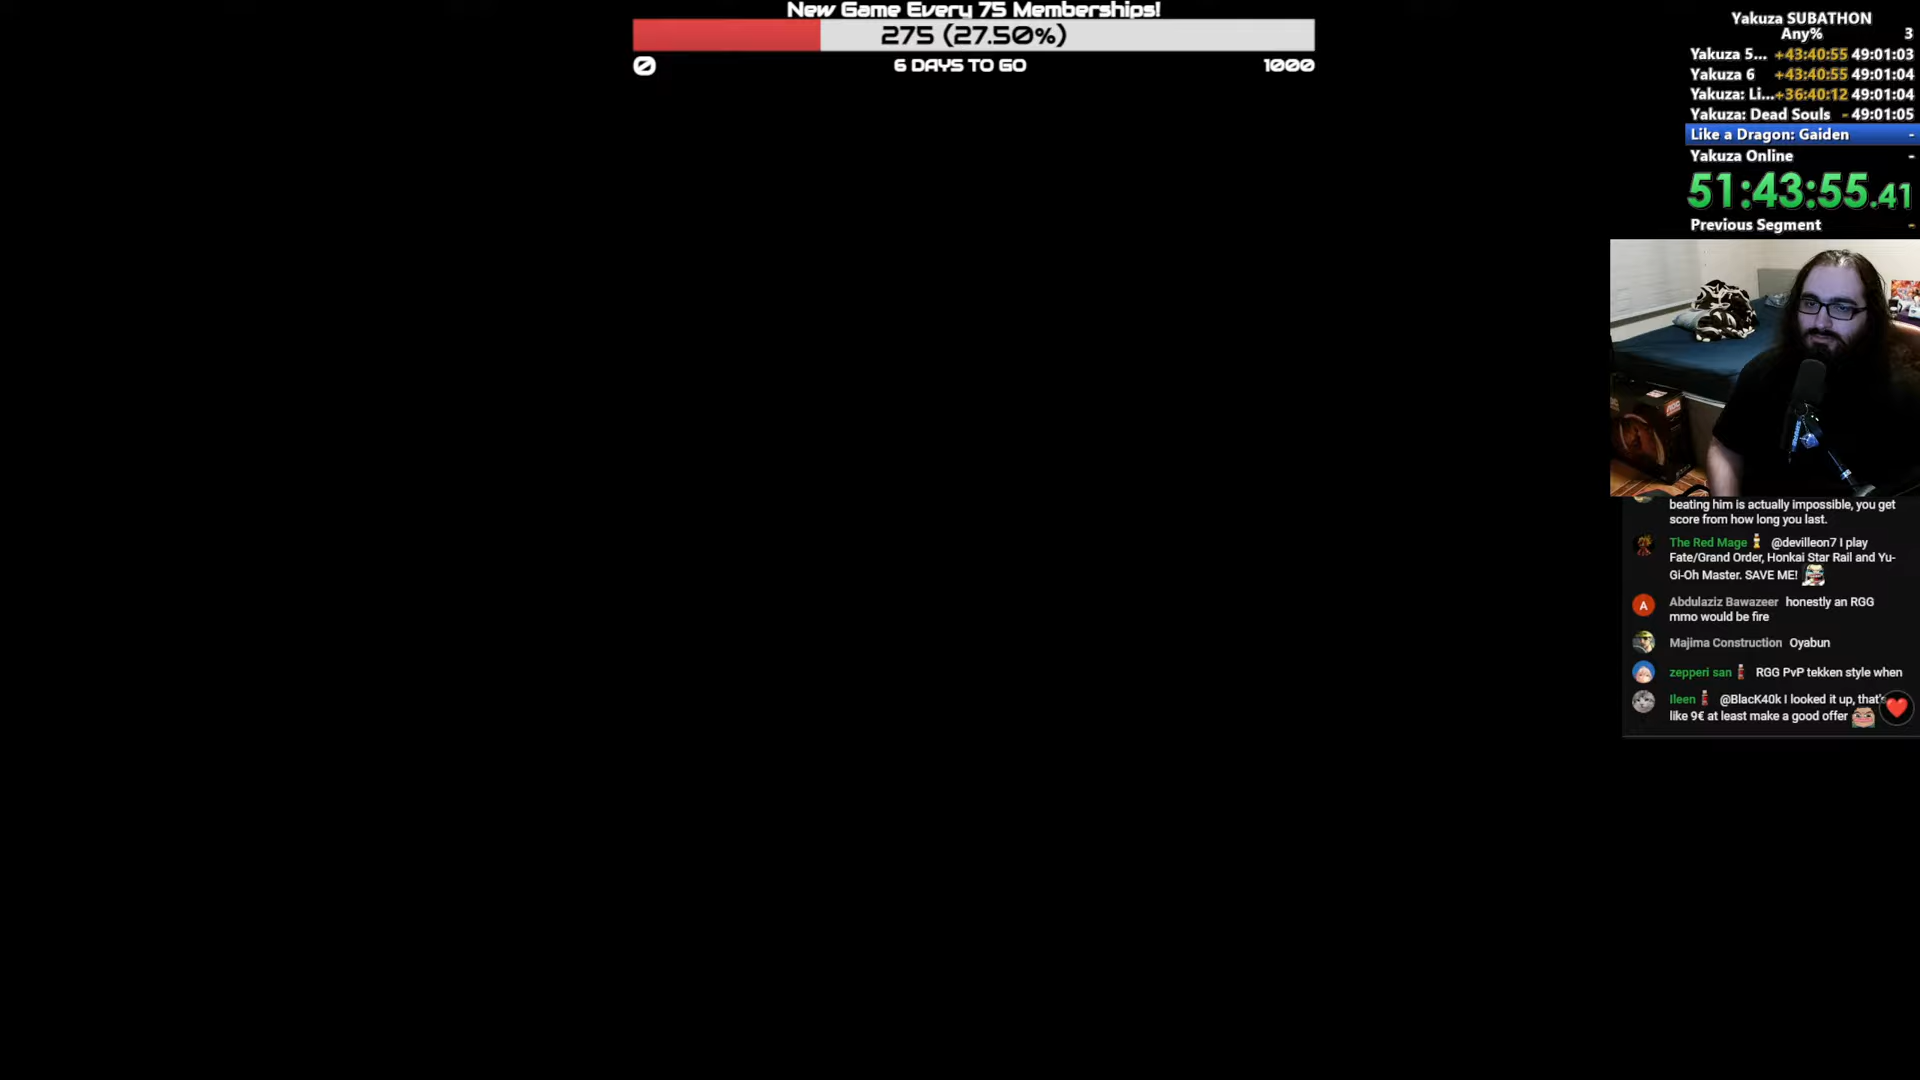 New Game Every 75 Memberships!
275 (27.50%)
0
6 DAYS TO GO
1000
Yakuza SUBATHON
Any%
3
Yakuza 5... +43:40:55 49:01:03
Yakuza 6 +43:40:55 49:01:04
Yakuza: Li...+36:40:12 49:01:04
Yakuza: Dead Souls - 49:01:05
Like a Dragon: Gaiden -
Yakuza Online -
51:43:55.41
Previous Segment -
beating him is actually impossible, you get
score from how long you last.
The Red Mage @devilleon7 I play
Fate/Grand Order, Honkai Star Rail and Yu-
Gi-Oh Master. SAVE ME!
A
Abdulaziz Bawazeer honestly an RGG
mmo would be fire
Majima Construction Oyabun
zepperi san RGG PvP tekken style when
Ileen @BlacK40k I looked it up, that's
like 9€ at least make a good offer